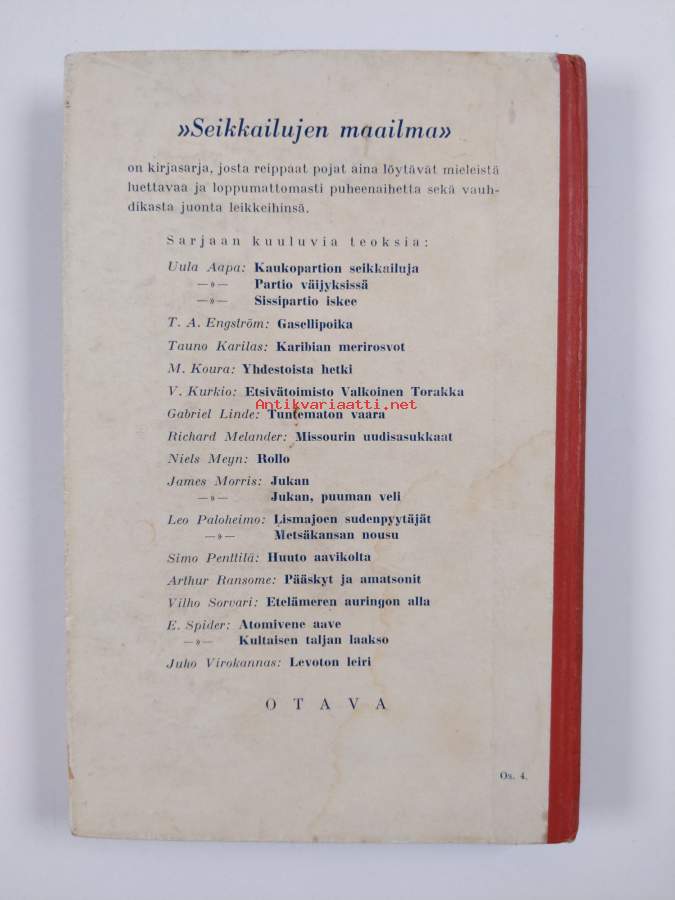 »Seikkailujen maailma»
on kirjasarja, josta reippaat pojat aina löytävät mieleistä
luettavaa ja loppumattomasti puheenaihetta sekä vauh-
dikasta juonta leikkeihinsä.
Sarjaan kuuluvia teoksia:
Uula Aapa: Kaukopartion seikkailuja
—»— Partio väijyksissä
—»— Sissipartio iskee
T. A. Engström: Gasellipoika
Tauno Karilas: Karibian merirosvot
M. Koura: Yhdestoista hetki
V. Kurkio: Etsivätoimisto Valkoinen Torakka
Antikvariaatti.net
Gabriel Linde: Tuntematon vaara
Richard Melander: Missourin uudisasukkaat
Niels Meyn: Rollo
James Morris: Jukan
—»— Jukan, puuman veli
Leo Paloheimo: Lismajoen sudenpyytäjät
—»— Metsäkansan nousu
Simo Penttilä: Huuto aavikolta
Arthur Ransome: Pääskyt ja amatsonit
Vilho Sorvari: Etelämeren auringon alla
E. Spider: Atomivene aave
—»— Kultaisen taljan laakso
Juho Virokannas: Levoton leiri
OTAVA
Os. 4.